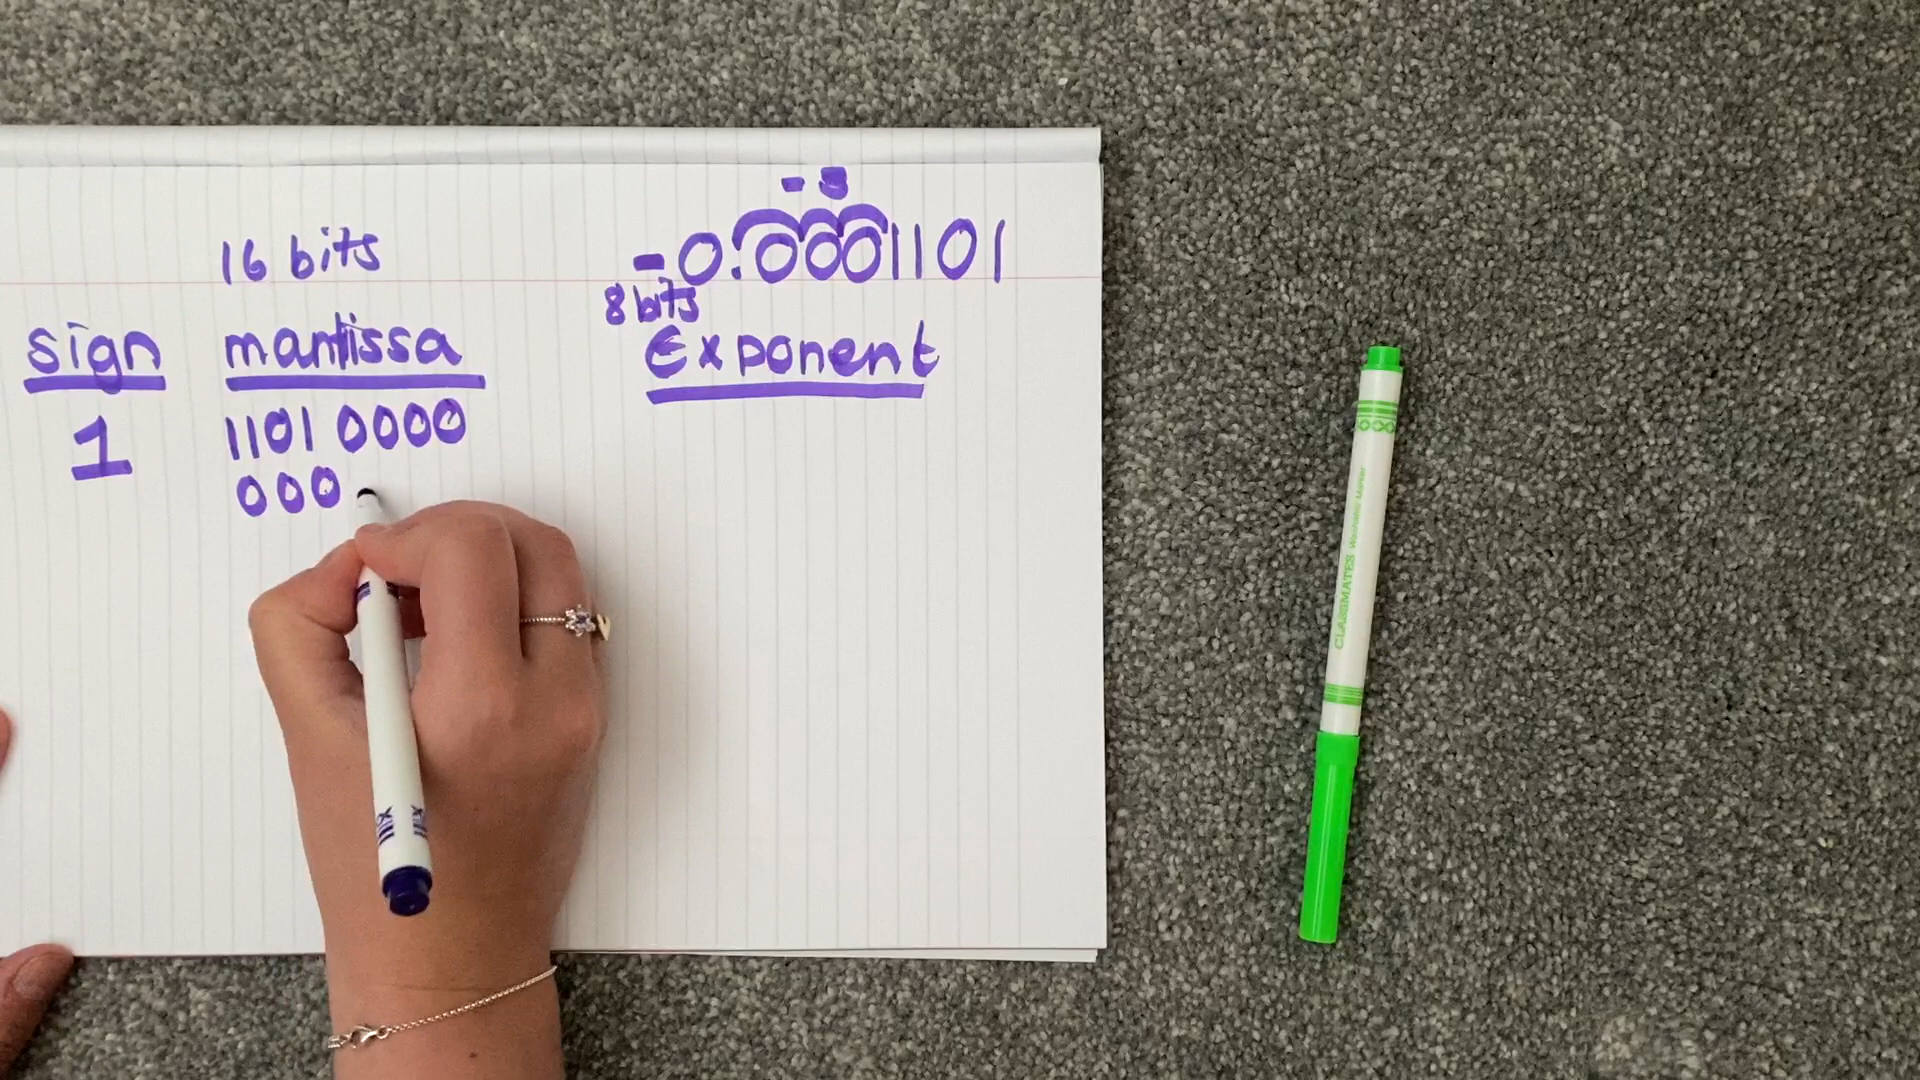 -3
16 bits
-0.0001101
8 bits
sign mantissa Exponent
1 1101 0000
000
CLASSMATES Washable Marker